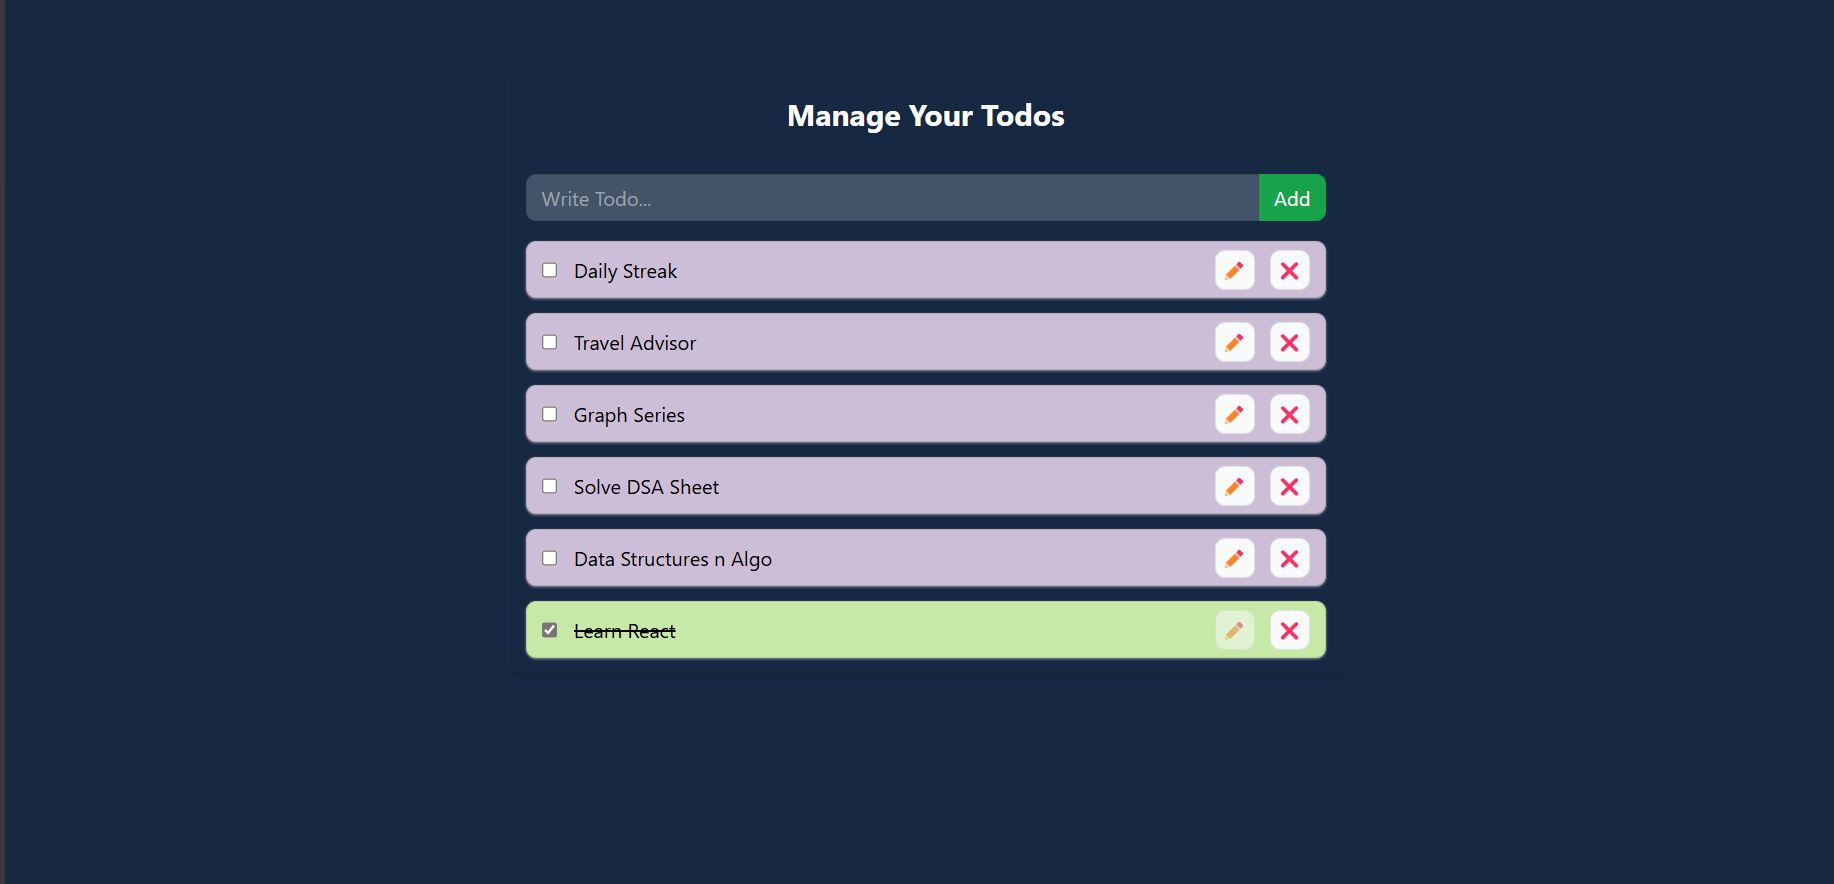 Manage Your Todos
Write Todo...
Add
Daily Streak
Travel Advisor
Graph Series
Solve DSA Sheet
Data Structures n Algo
Learn React